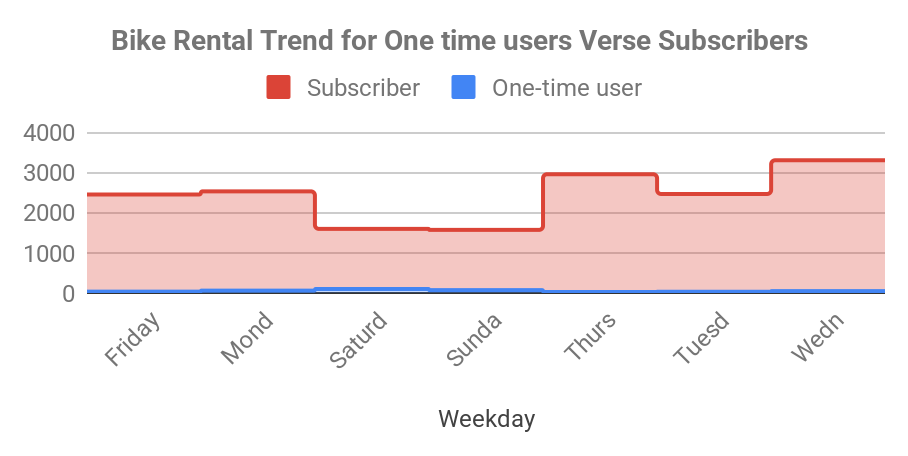 Bike Rental Trend for One time users Verse Subscribers
Subscriber One-time user
4000
3000
2000
1000
0
Friday Mond Saturd Sunda Thurs Tuesd Wedn
Weekday